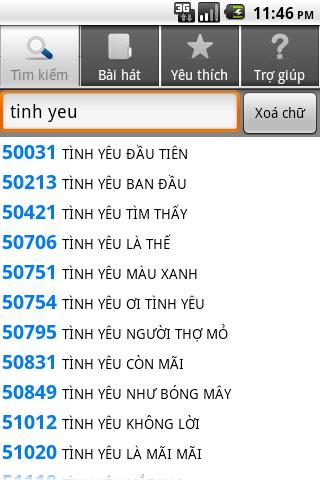 3G 11:46 PM
Tìm kiếm Bài hát Yêu thích Trợ giúp
tinh yeu Xoá chữ
50031 TÌNH YÊU ĐẦU TIÊN
50213 TÌNH YÊU BAN ĐẦU
50421 TÌNH YÊU TÌM THẤY
50706 TÌNH YÊU LÀ THẾ
50751 TÌNH YÊU MÀU XANH
50754 TÌNH YÊU ƠI TÌNH YÊU
50795 TÌNH YÊU NGƯỜI THỢ MỎ
50831 TÌNH YÊU CÒN MÃI
50849 TÌNH YÊU NHƯ BÓNG MÂY
51012 TÌNH YÊU KHÔNG LỜI
51020 TÌNH YÊU LÀ MÃI MÃI